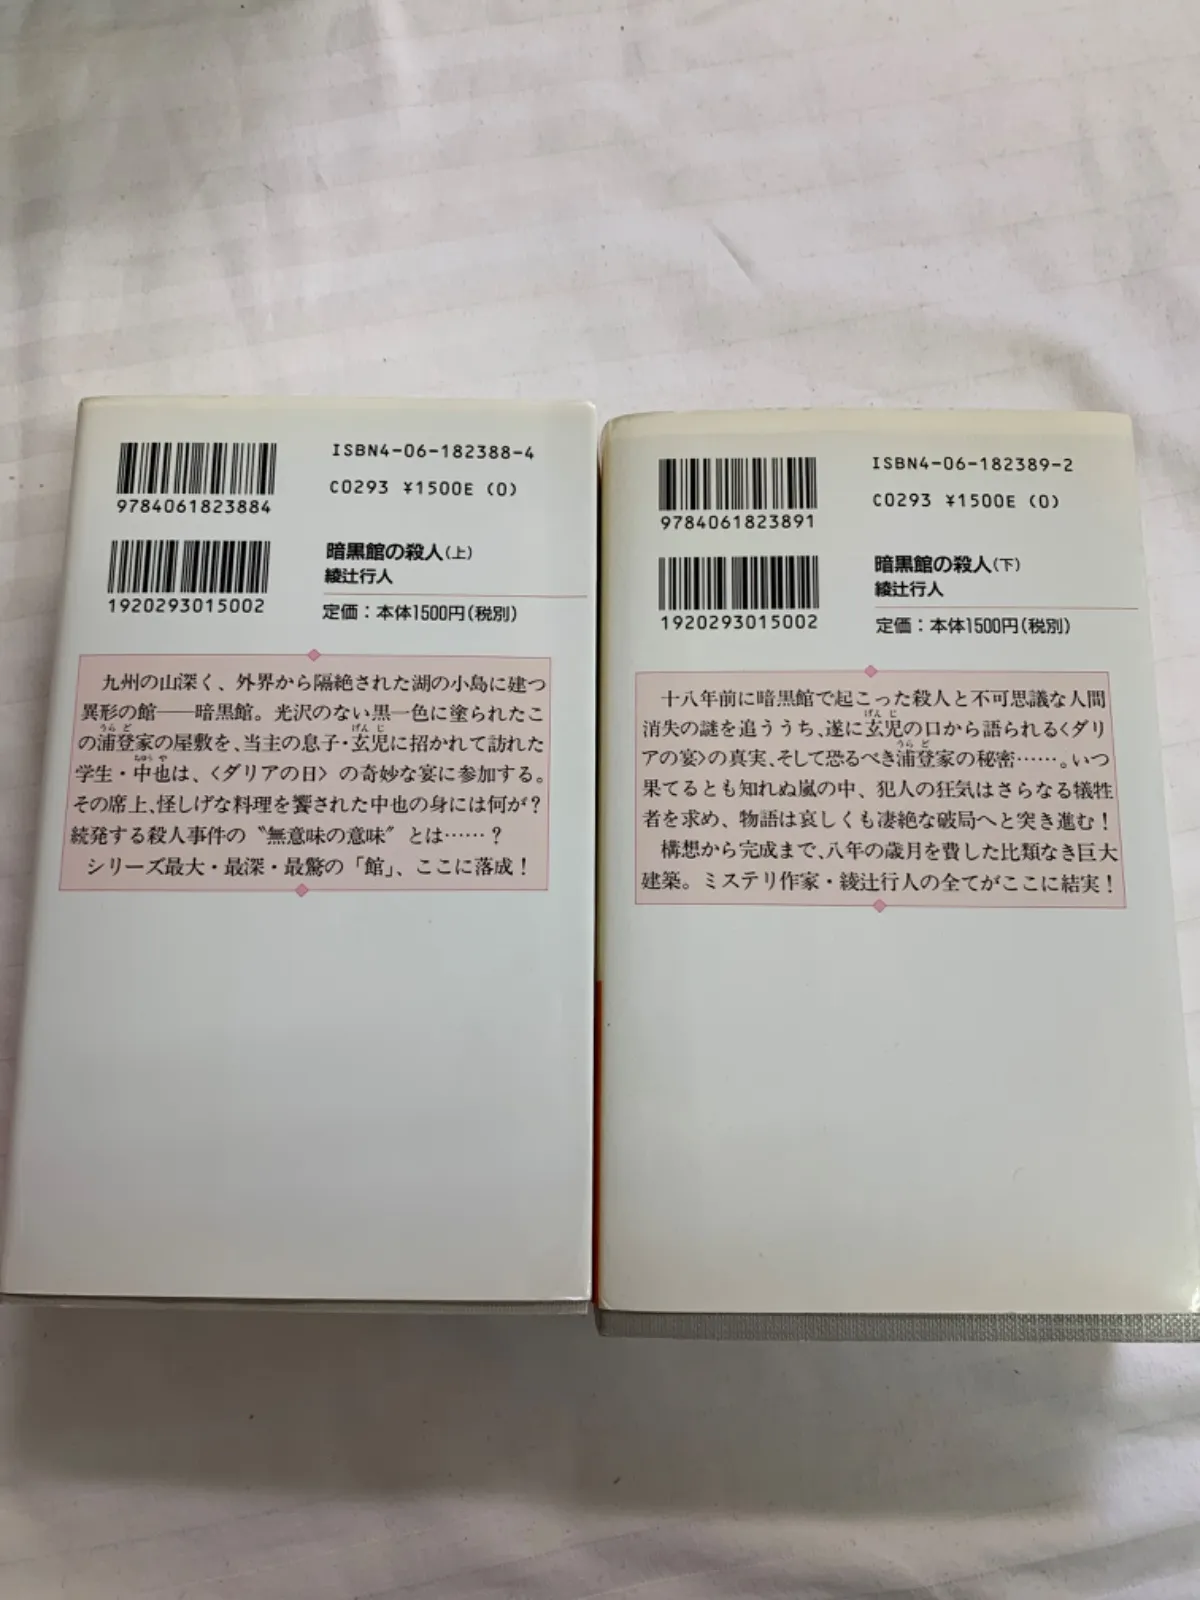 ISBN4-06-182388-4
C0293 ¥1500E (0)
9784061823884
暗黒館の殺人(上)
綾辻行人
1920293015002
定価：本体1500円(税別)
九州の山深く、外界から隔絶された湖の小島に建つ
異形の館――暗黒館。光沢のない黒一色に塗られたこ
うらど げんじ
の浦登家の屋敷を、当主の息子・玄児に招かれて訪れた
ちゅうや
学生・中也は、〈ダリアの日〉の奇妙な宴に参加する。
その席上、怪しげな料理を饗された中也の身には何が？
続発する殺人事件の〝無意味の意味〟とは……？
シリーズ最大・最深・最驚の「館」、ここに落成！
ISBN4-06-182389-2
C0293 ¥1500E (0)
9784061823891
暗黒館の殺人(下)
綾辻行人
1920293015002
定価：本体1500円(税別)
十八年前に暗黒館で起こった殺人と不可思議な人間
げんじ
消失の謎を追ううち、遂に玄児の口から語られる〈ダリ
うらど
アの宴〉の真実、そして恐るべき浦登家の秘密……。いつ
果てるとも知れぬ嵐の中、犯人の狂気はさらなる犠牲
者を求め、物語は哀しくも凄絶な破局へと突き進む！
構想から完成まで、八年の歳月を費した比類なき巨大
建築。ミステリ作家・綾辻行人の全てがここに結実！